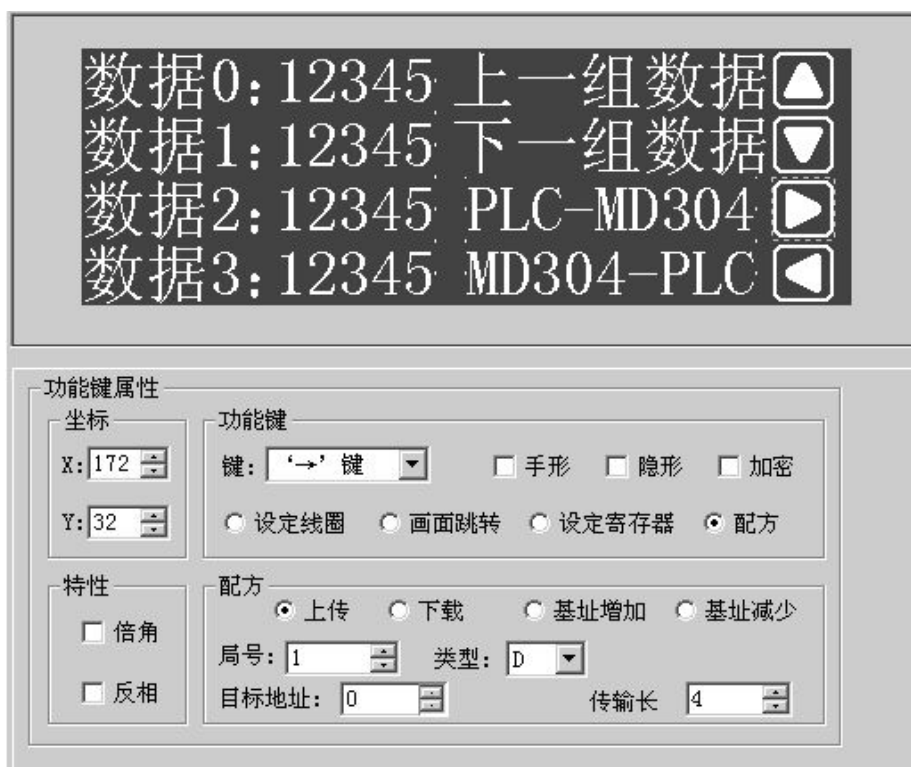 数据0:12345 上一组数据
数据1:12345 下一组数据
数据2:12345 PLC-MD304
数据3:12345 MD304-PLC
功能键属性
坐标
X:172
Y:32
功能键
键: ‘→’键 手形 隐形 加密
设定线圈 画面跳转 设定寄存器 配方
特性
倍角
反相
配方
上传 下载 基址增加 基址减少
局号: 1 类型: D
目标地址: 0 传输长 4